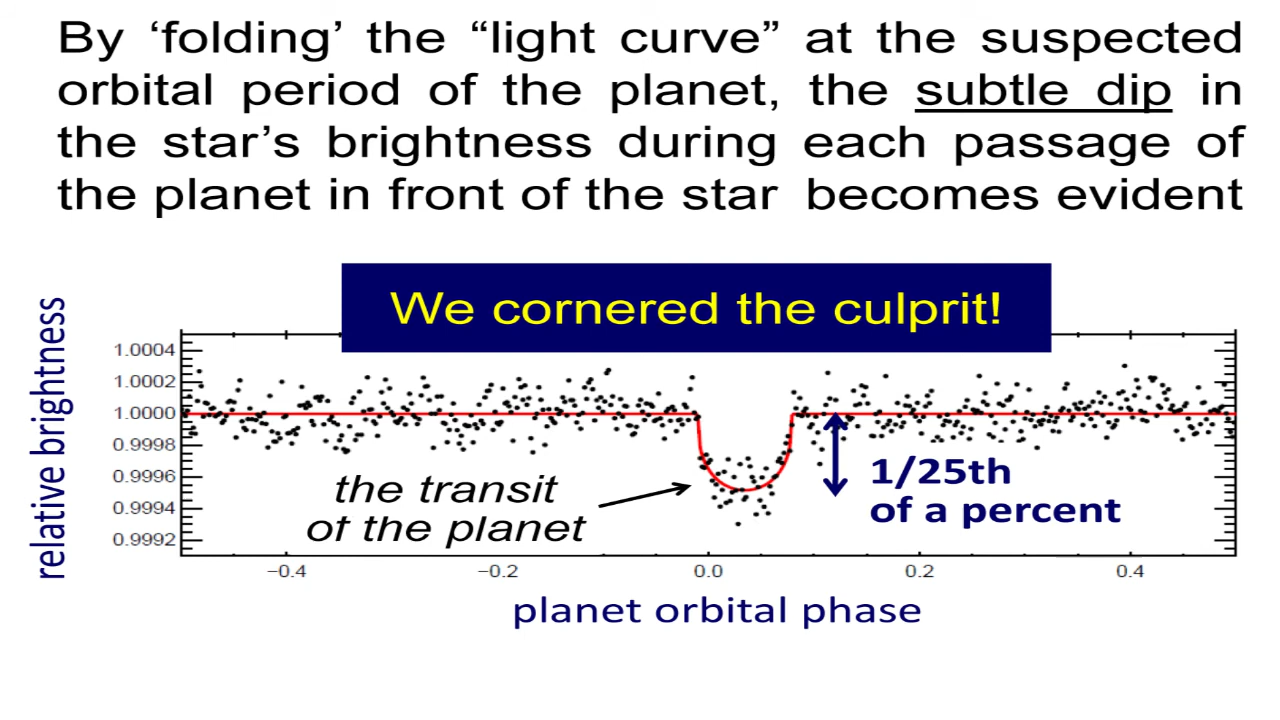 By ‘folding’ the “light curve” at the suspected
orbital period of the planet, the subtle dip in
the star’s brightness during each passage of
the planet in front of the star becomes evident
We cornered the culprit!
relative brightness
1.0004
1.0002
1.0000
0.9998
0.9996
0.9994
0.9992
the transit
of the planet
1/25th
of a percent
−0.4
−0.2
0.0
0.2
0.4
planet orbital phase